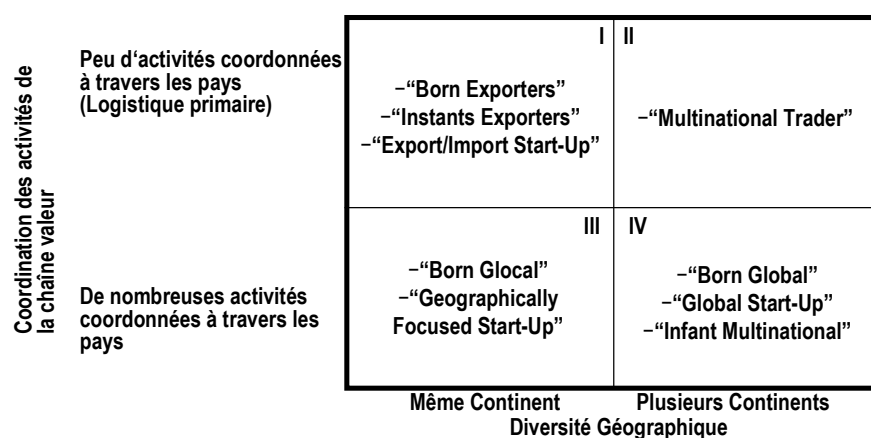 Coordination des activités de
la chaîne valeur
Peu d‘activités coordonnées
à travers les pays
(Logistique primaire)
I
II
–“Born Exporters”
–“Instants Exporters”
–“Export/Import Start-Up”
–“Multinational Trader”
De nombreuses activités
coordonnées à travers les
pays
III
IV
–“Born Glocal”
–“Geographically
Focused Start-Up”
–“Born Global”
–“Global Start-Up”
–“Infant Multinational”
Même Continent
Plusieurs Continents
Diversité Géographique